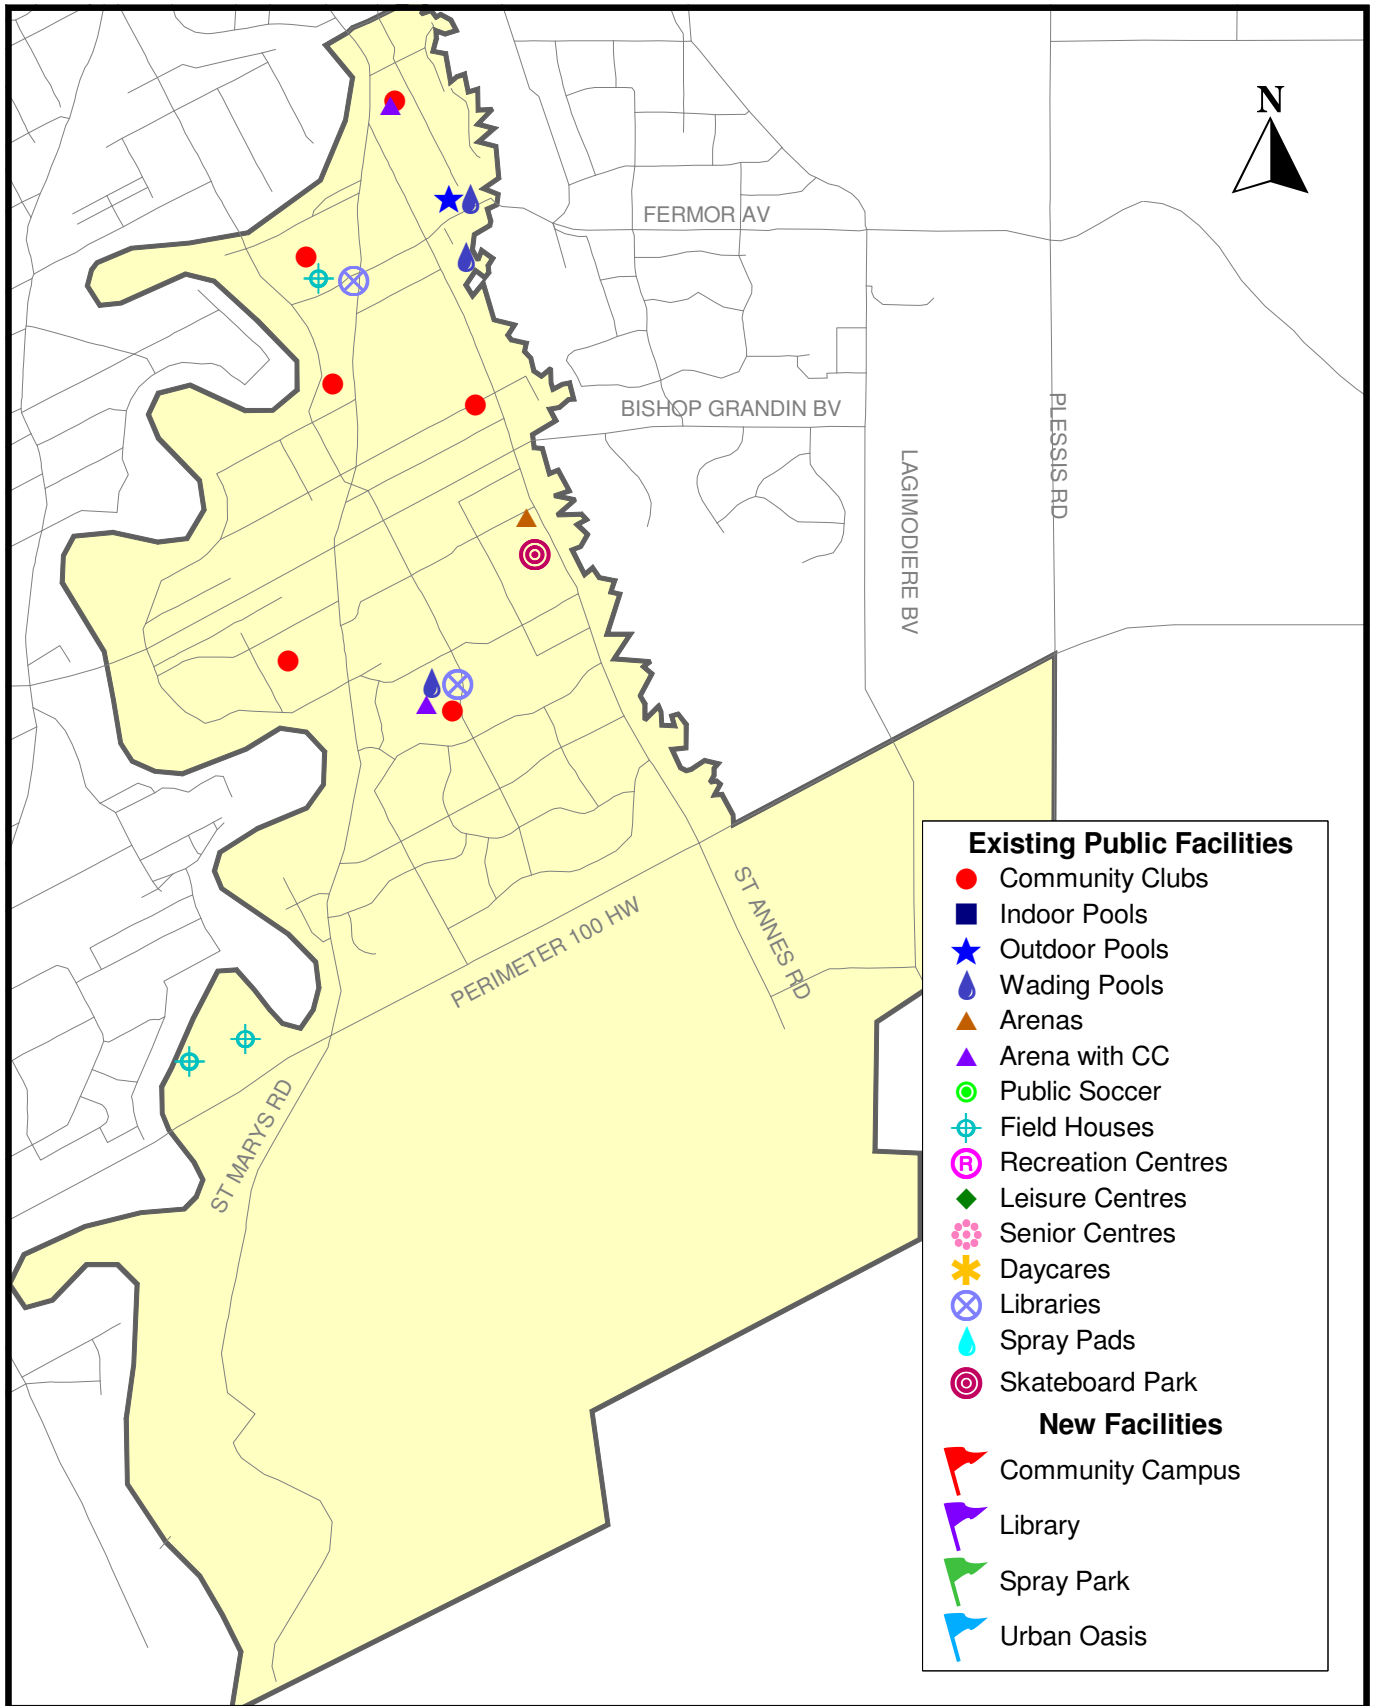 N
FERMOR AV
BISHOP GRANDIN BV
PLESSIS RD
LAGIMODIERE BV
ST ANNES RD
PERIMETER 100 HW
ST MARYS RD
Existing Public Facilities
Community Clubs
Indoor Pools
Outdoor Pools
Wading Pools
Arenas
Arena with CC
Public Soccer
Field Houses
R Recreation Centres
Leisure Centres
Senior Centres
Daycares
Libraries
Spray Pads
Skateboard Park
New Facilities
Community Campus
Library
Spray Park
Urban Oasis